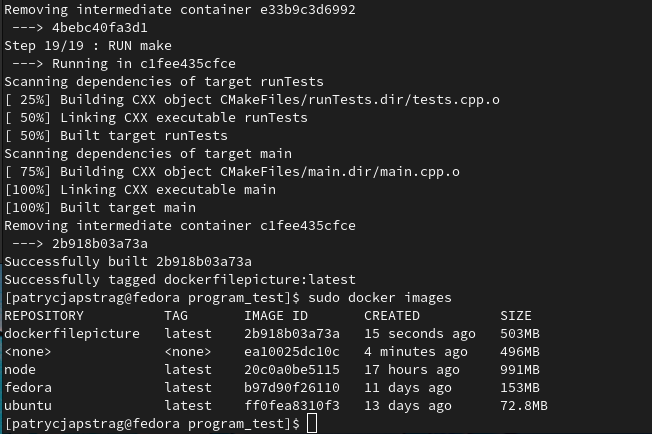 Removing intermediate container e33b9c3d6992
 ---> 4bebc40fa3d1
Step 19/19 : RUN make
 ---> Running in c1fee435cfce
Scanning dependencies of target runTests
[ 25%] Building CXX object CMakeFiles/runTests.dir/tests.cpp.o
[ 50%] Linking CXX executable runTests
[ 50%] Built target runTests
Scanning dependencies of target main
[ 75%] Building CXX object CMakeFiles/main.dir/main.cpp.o
[100%] Linking CXX executable main
[100%] Built target main
Removing intermediate container c1fee435cfce
 ---> 2b918b03a73a
Successfully built 2b918b03a73a
Successfully tagged dockerfilepicture:latest
[patrycjapstrag@fedora program_test]$ sudo docker images
REPOSITORY          TAG       IMAGE ID       CREATED          SIZE
dockerfilepicture   latest    2b918b03a73a   15 seconds ago   503MB
<none>              <none>    ea10025dc10c   4 minutes ago    496MB
node                latest    20c0a0be5115   17 hours ago     991MB
fedora              latest    b97d90f26110   11 days ago      153MB
ubuntu              latest    ff0fea8310f3   13 days ago      72.8MB
[patrycjapstrag@fedora program_test]$